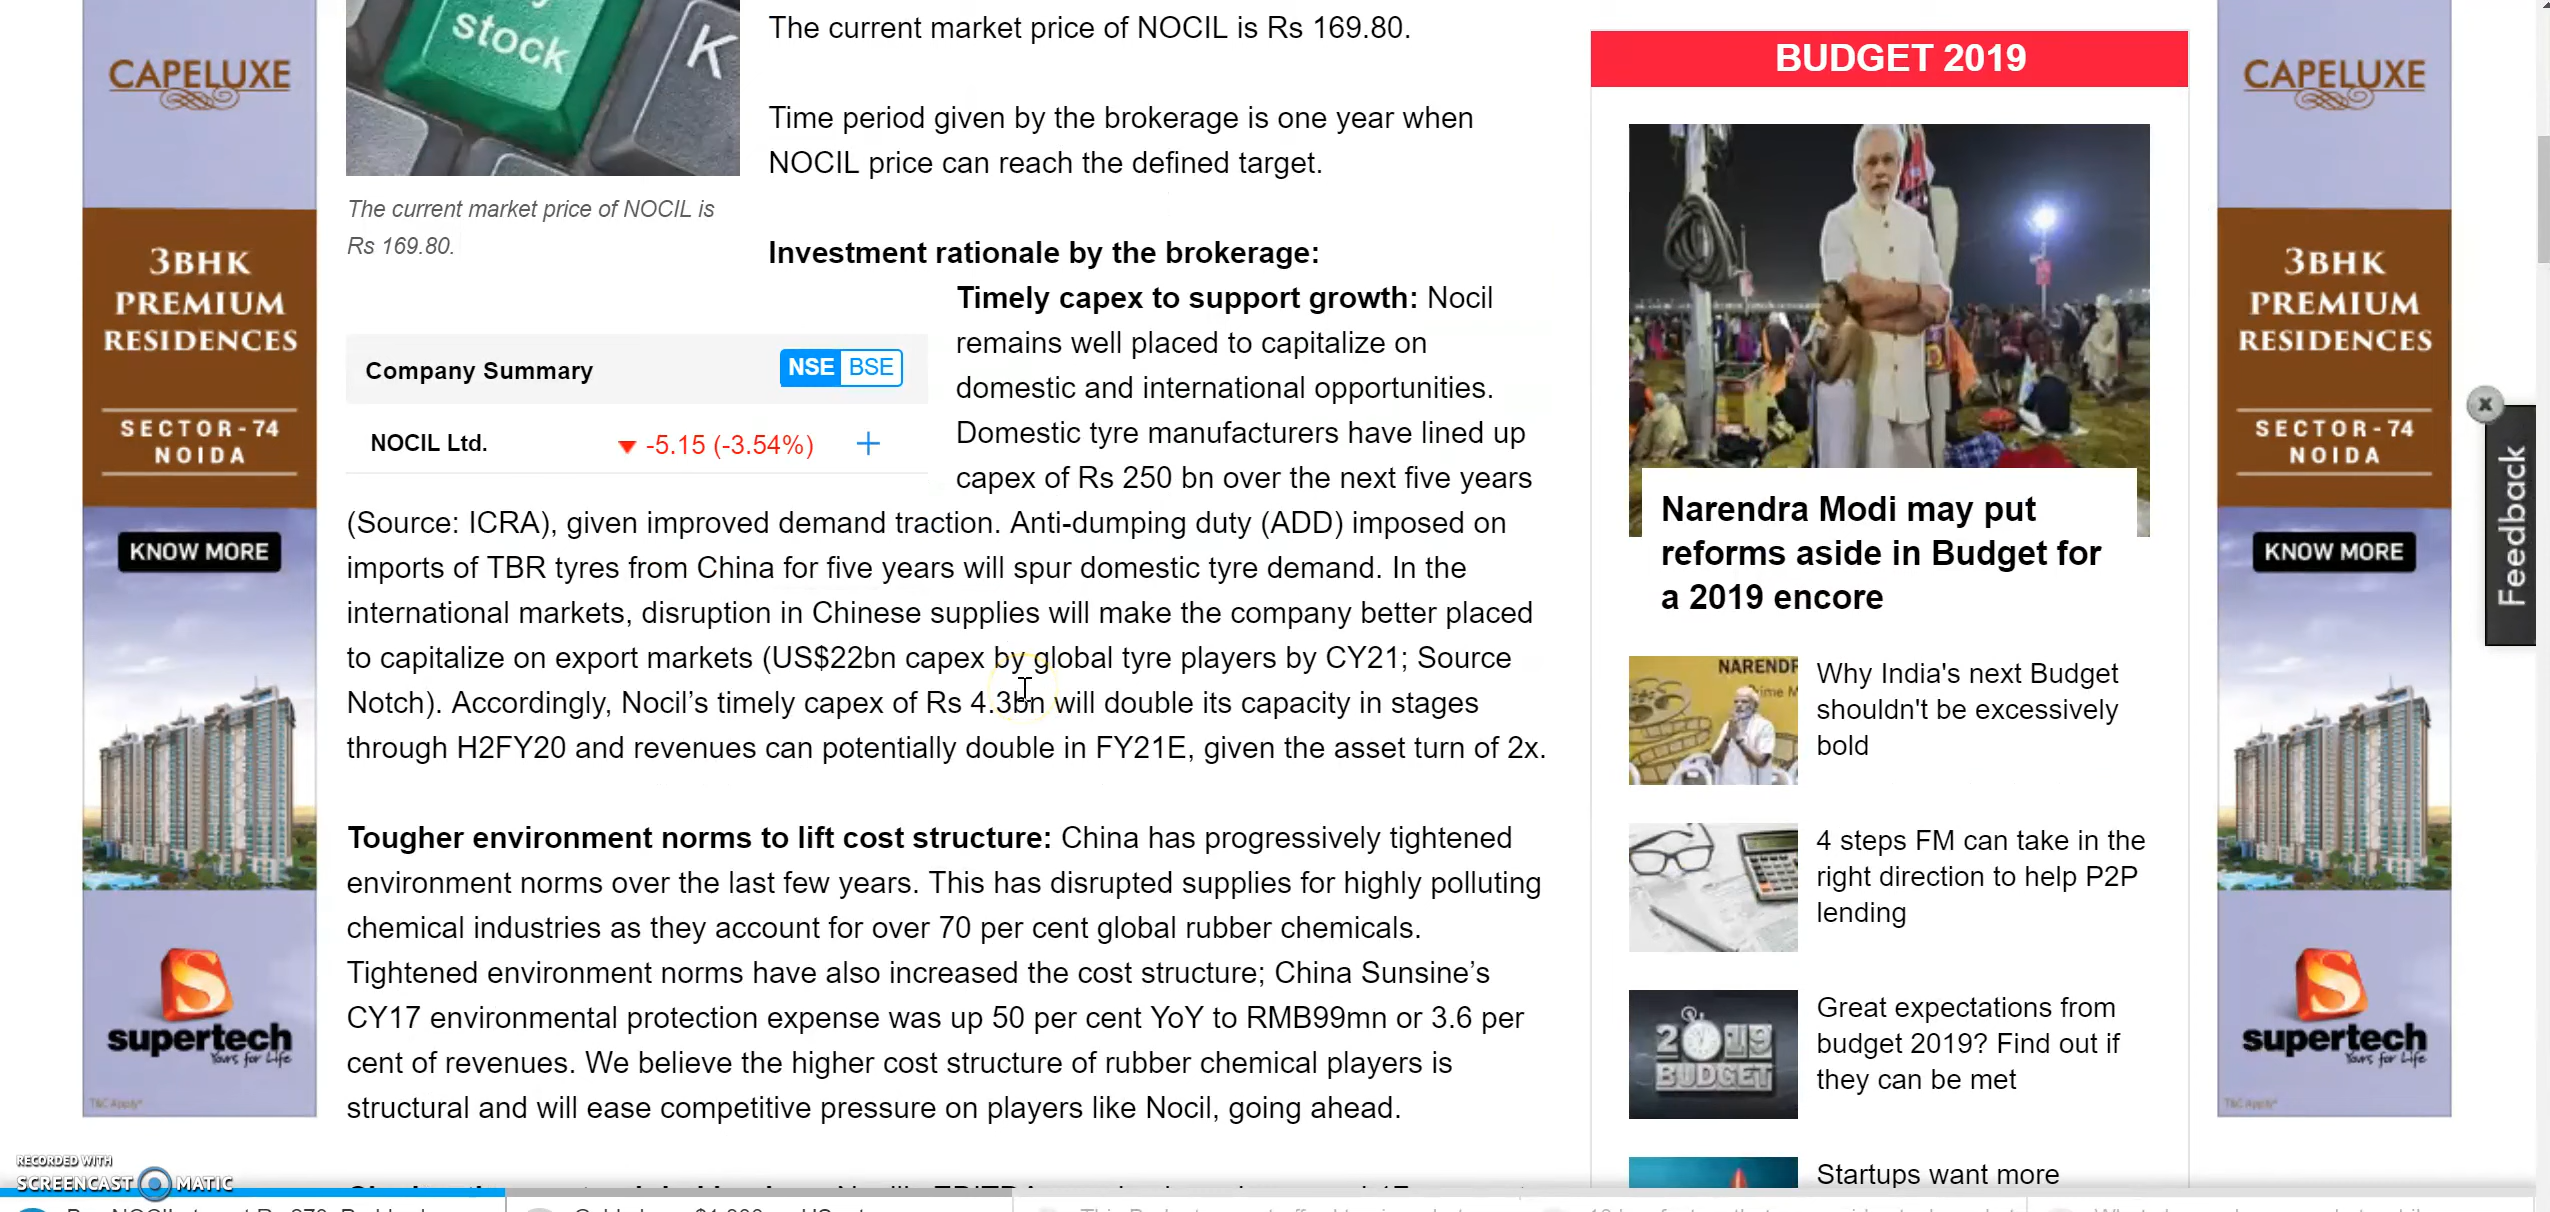 CAPELUXE
3BHK
PREMIUM
RESIDENCES
SECTOR-74
NOIDA
KNOW MORE
supertech
Yours for Life
T&C Apply*
stock
K
The current market price of NOCIL is
Rs 169.80.
The current market price of NOCIL is Rs 169.80.
Time period given by the brokerage is one year when
NOCIL price can reach the defined target.
Investment rationale by the brokerage:
Company Summary NSE BSE
NOCIL Ltd. -5.15 (-3.54%) +
Timely capex to support growth: Nocil
remains well placed to capitalize on
domestic and international opportunities.
Domestic tyre manufacturers have lined up
capex of Rs 250 bn over the next five years
(Source: ICRA), given improved demand traction. Anti-dumping duty (ADD) imposed on
imports of TBR tyres from China for five years will spur domestic tyre demand. In the
international markets, disruption in Chinese supplies will make the company better placed
to capitalize on export markets (US$22bn capex by global tyre players by CY21; Source
Notch). Accordingly, Nocil’s timely capex of Rs 4.3bn will double its capacity in stages
through H2FY20 and revenues can potentially double in FY21E, given the asset turn of 2x.
Tougher environment norms to lift cost structure: China has progressively tightened
environment norms over the last few years. This has disrupted supplies for highly polluting
chemical industries as they account for over 70 per cent global rubber chemicals.
Tightened environment norms have also increased the cost structure; China Sunsine’s
CY17 environmental protection expense was up 50 per cent YoY to RMB99mn or 3.6 per
cent of revenues. We believe the higher cost structure of rubber chemical players is
structural and will ease competitive pressure on players like Nocil, going ahead.
BUDGET 2019
Narendra Modi may put
reforms aside in Budget for
a 2019 encore
Why India's next Budget
shouldn't be excessively
bold
4 steps FM can take in the
right direction to help P2P
lending
2019
BUDGET
Great expectations from
budget 2019? Find out if
they can be met
Startups want more
CAPELUXE
3BHK
PREMIUM
RESIDENCES
SECTOR-74
NOIDA
KNOW MORE
supertech
Yours for Life
T&C Apply*
x
Feedback
RECORDED WITH
SCREENCAST MATIC